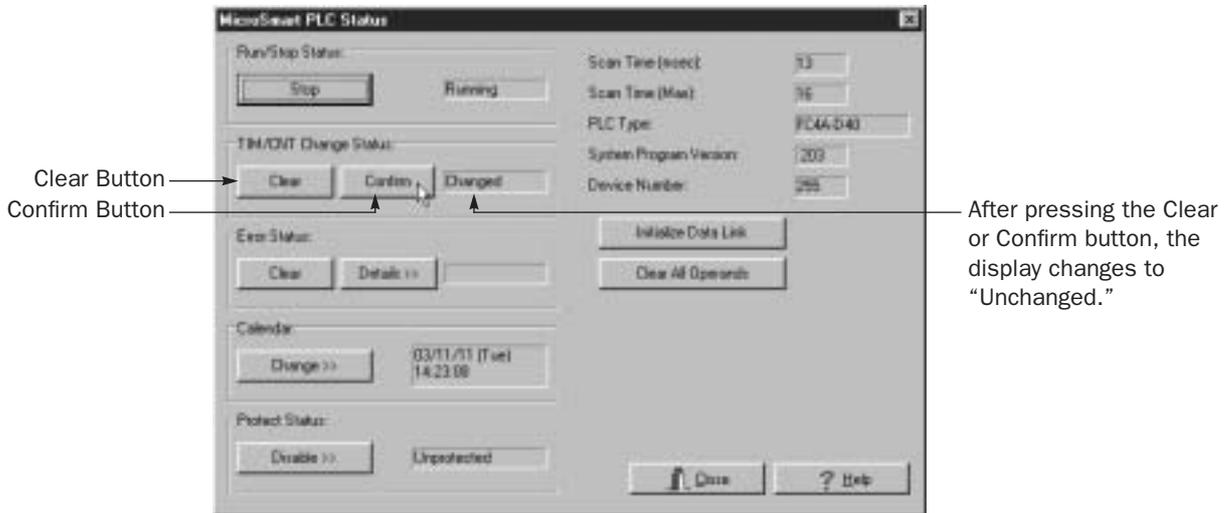 MicroSmart PLC Status
Run/Stop Status:
Stop
Running
TIM/CNT Change Status:
Clear
Confirm
Changed
Error Status:
Clear
Details >>
Calendar
Change >>
03/11/11 (Tue)
14:23:08
Protect Status:
Disable >>
Unprotected
Scan Time (msec):
13
Scan Time (Max):
16
PLC Type:
FC4A-D40
System Program Version:
203
Device Number:
255
Initialize Data Link
Clear All Operands
Close
? Help
Clear Button
Confirm Button
After pressing the Clear
or Confirm button, the
display changes to
“Unchanged.”